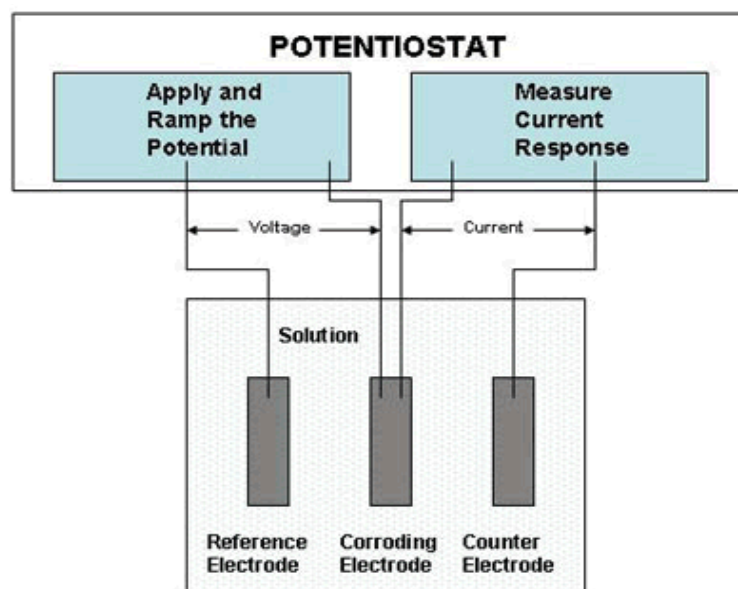 POTENTIOSTAT
Apply and
Ramp the
Potential
Measure
Current
Response
Voltage
Current
Solution
Reference
Electrode
Corroding
Electrode
Counter
Electrode